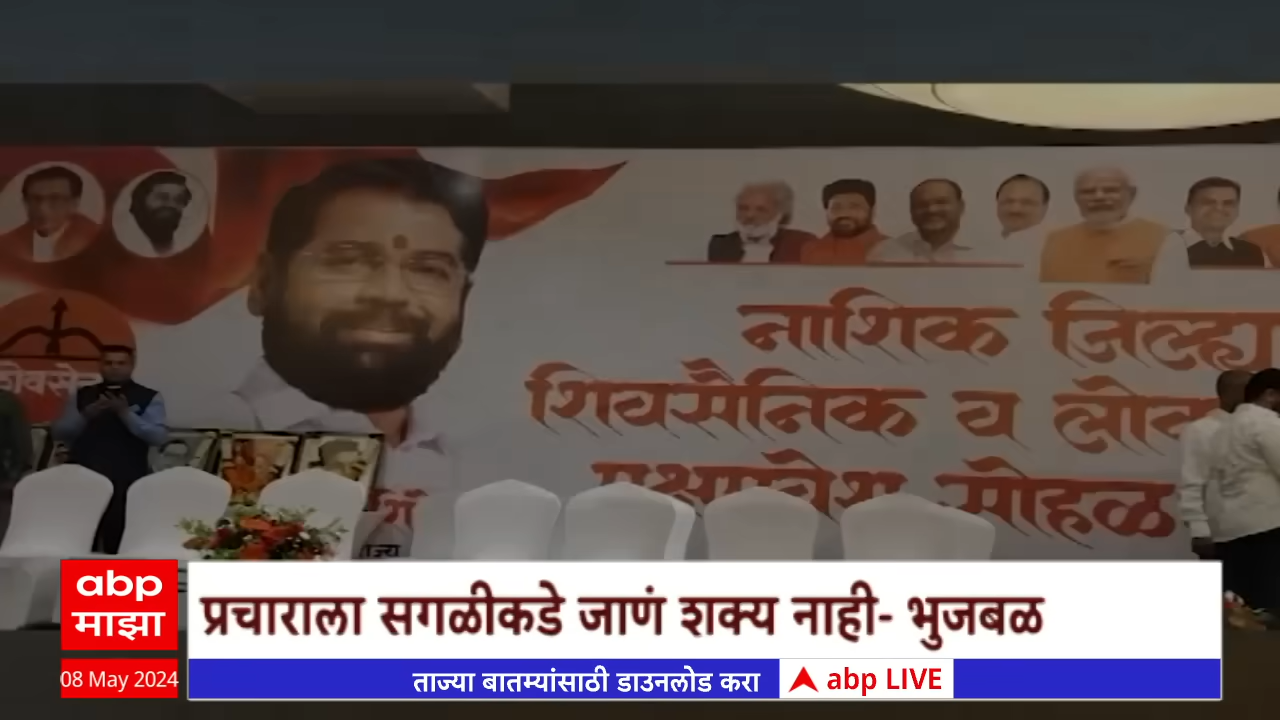 नाशिक जिल्हा
शिवसैनिक व
सोहळ
abp
माझा
प्रचाराला सगळीकडे जाणं शक्य नाही- भुजबळ
08 May 2024
ताज्या बातम्यांसाठी डाउनलोड करा
abp LIVE